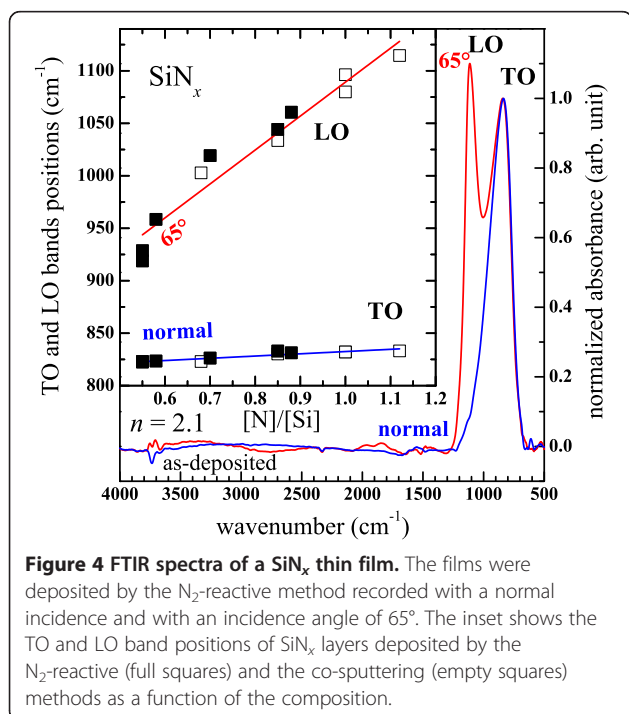 1100
1050
1000
950
900
850
800
TO and LO bands positions (cm⁻¹)
SiNₓ
LO
65°
TO
normal
0.6 0.7 0.8 0.9 1.0 1.1 1.2
n = 2.1
[N]/[Si]
65°
LO
TO
1.0
0.8
0.6
0.4
0.2
0.0
normalized absorbance (arb. unit)
normal
as-deposited
4000 3000 2500 2000 1500 1000 500
wavenumber (cm⁻¹)
Figure 4 FTIR spectra of a SiNₓ thin film. The films were
deposited by the N₂-reactive method recorded with a normal
incidence and with an incidence angle of 65°. The inset shows the
TO and LO band positions of SiNₓ layers deposited by the
N₂-reactive (full squares) and the co-sputtering (empty squares)
methods as a function of the composition.